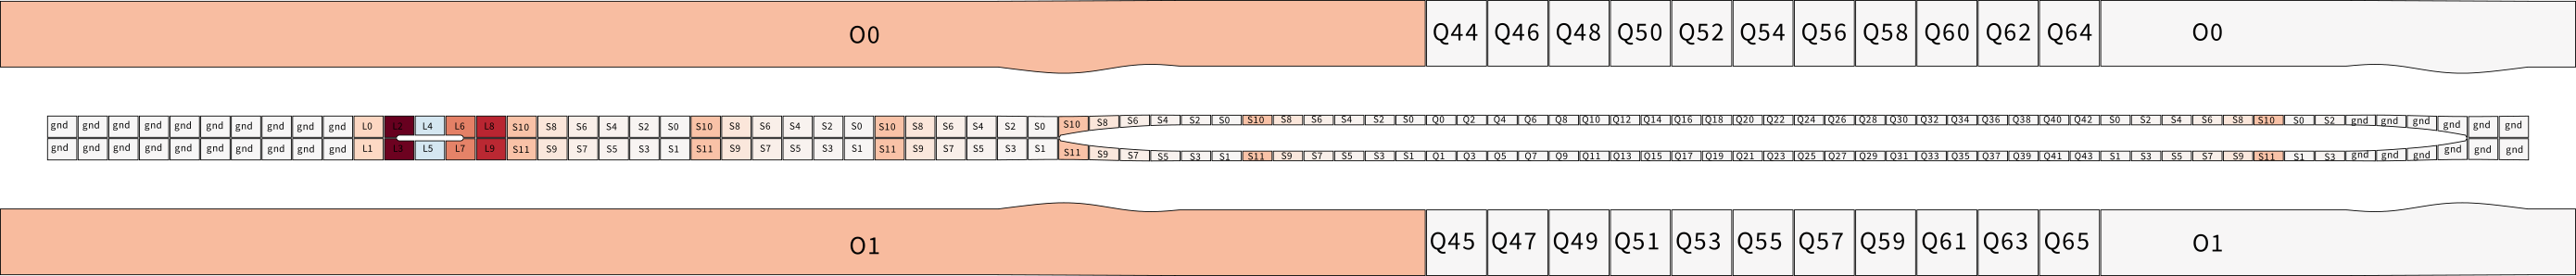 O0 Q44 Q46 Q48 Q50 Q52 Q54 Q56 Q58 Q60 Q62 Q64 O0
gnd gnd gnd gnd gnd gnd gnd gnd gnd gnd L0 L2 L4 L6 L8 S10 S8 S6 S4 S2 S0 S10 S8 S6 S4 S2 S0 S10 S8 S6 S4 S2 S0 S10 S8 S6 S4 S2 S0 S10 S8 S6 S4 S2 S0 Q0 Q2 Q4 Q6 Q8 Q10 Q12 Q14 Q16 Q18 Q20 Q22 Q24 Q26 Q28 Q30 Q32 Q34 Q36 Q38 Q40 Q42 S0 S2 S4 S6 S8 S10 S0 S2 gnd gnd gnd gnd gnd gnd
gnd gnd gnd gnd gnd gnd gnd gnd gnd gnd L1 L3 L5 L7 L9 S11 S9 S7 S5 S3 S1 S11 S9 S7 S5 S3 S1 S11 S9 S7 S5 S3 S1 S11 S9 S7 S5 S3 S1 S11 S9 S7 S5 S3 S1 Q1 Q3 Q5 Q7 Q9 Q11 Q13 Q15 Q17 Q19 Q21 Q23 Q25 Q27 Q29 Q31 Q33 Q35 Q37 Q39 Q41 Q43 S1 S3 S5 S7 S9 S11 S1 S3 gnd gnd gnd gnd gnd gnd
O1 Q45 Q47 Q49 Q51 Q53 Q55 Q57 Q59 Q61 Q63 Q65 O1